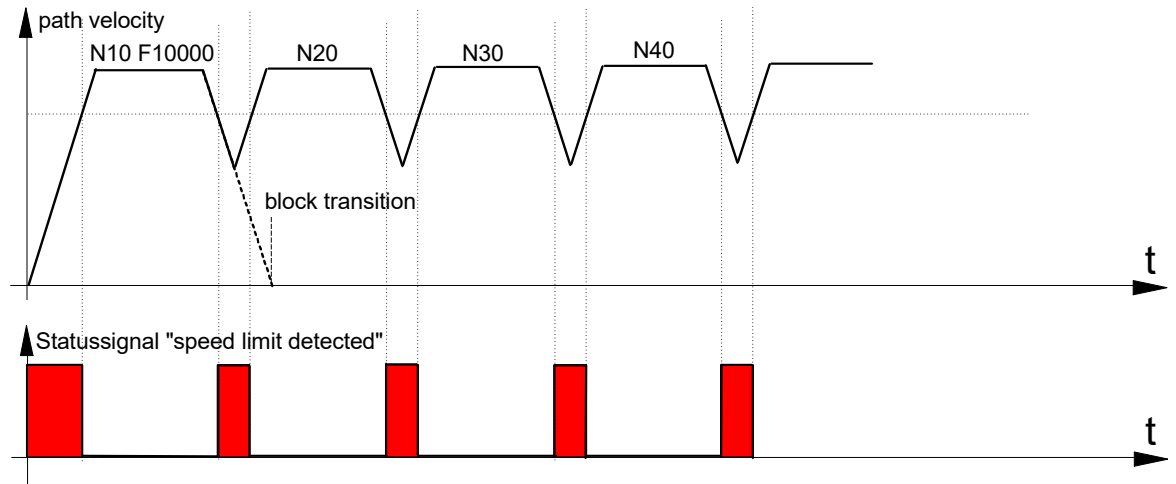 path velocity
N10 F10000
N20
N30
N40
block transition
t
Statussignal "speed limit detected"
t